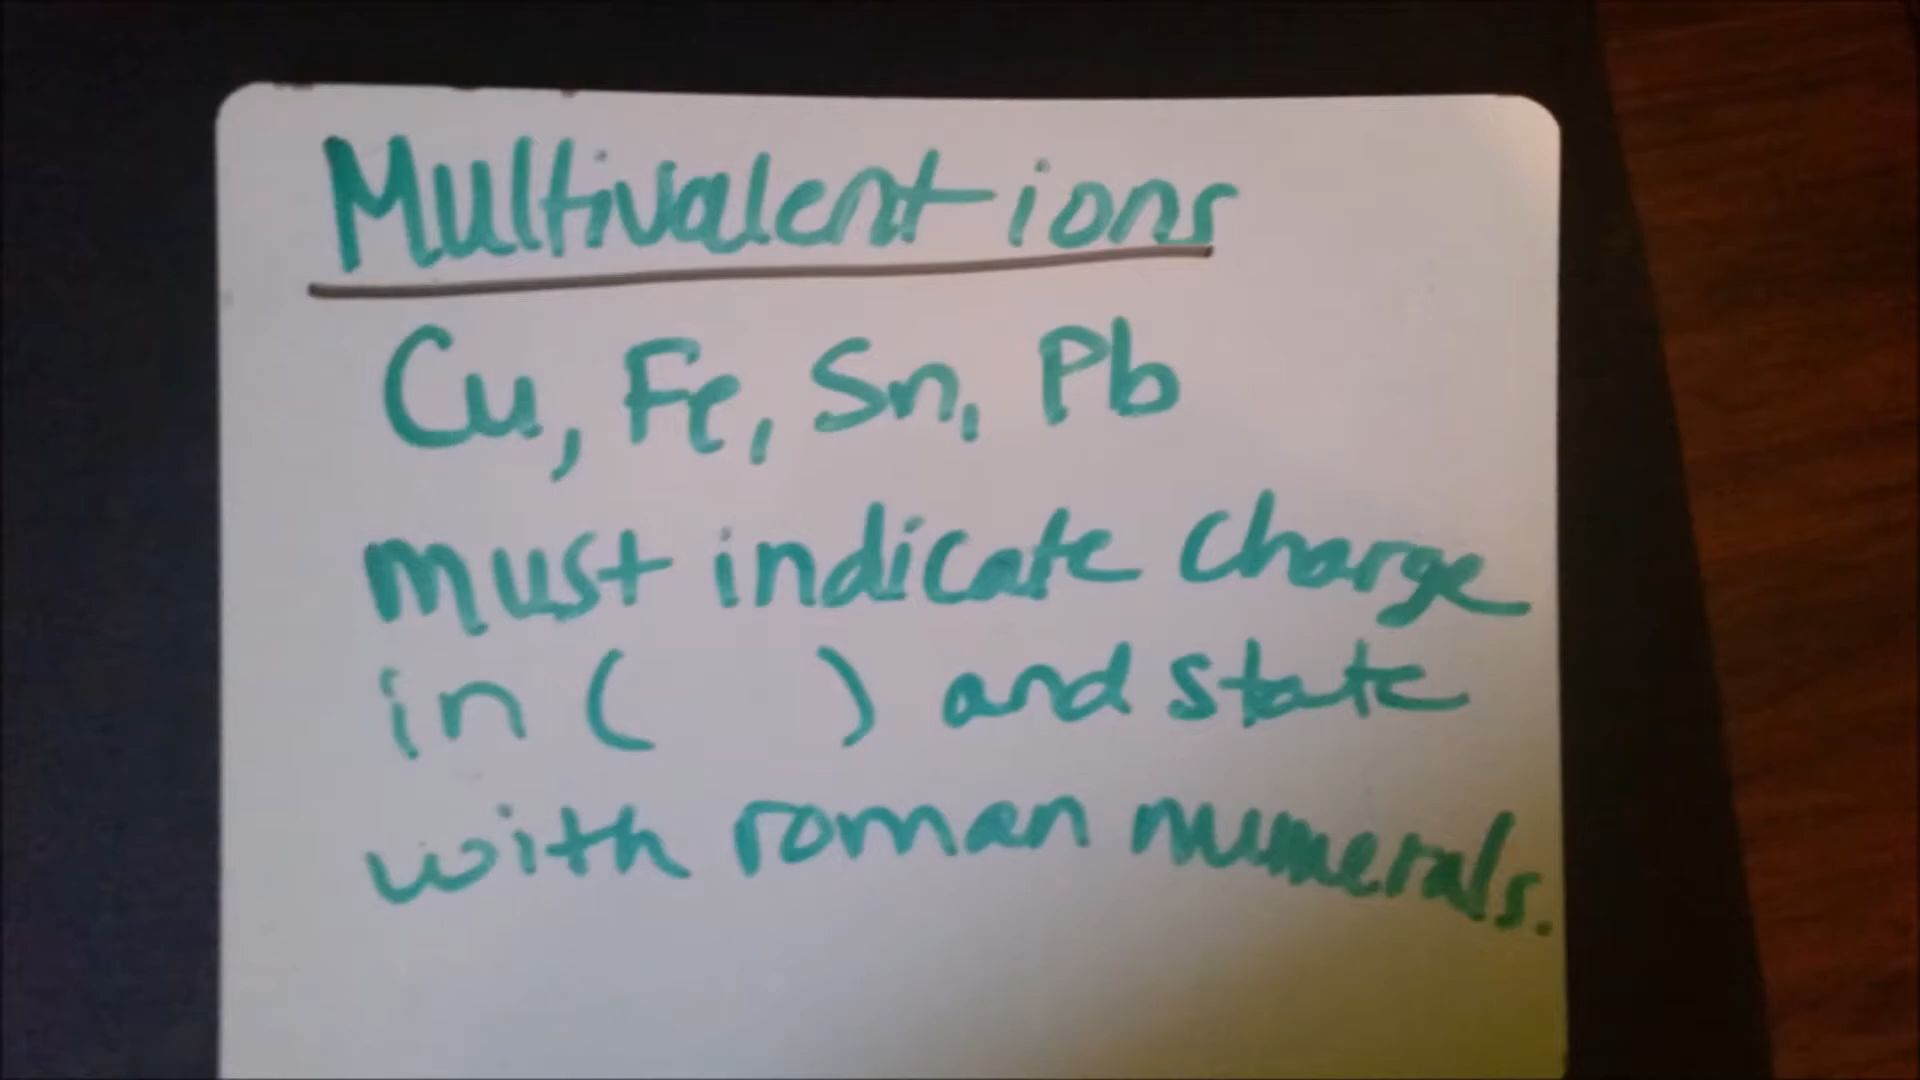 Multivalent ions
Cu, Fe, Sn, Pb
must indicate charge
in (     ) and state
with roman numerals.